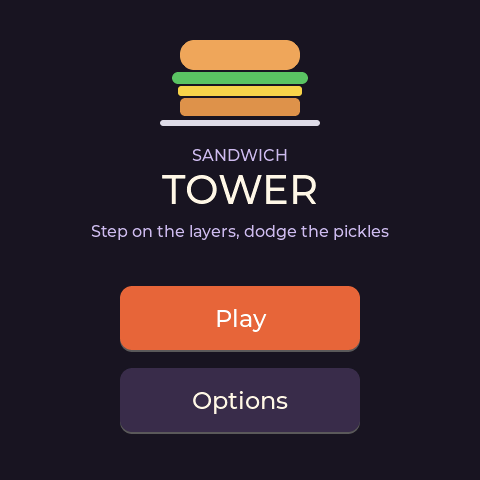 SANDWICH
TOWER
Step on the layers, dodge the pickles
Play
Options